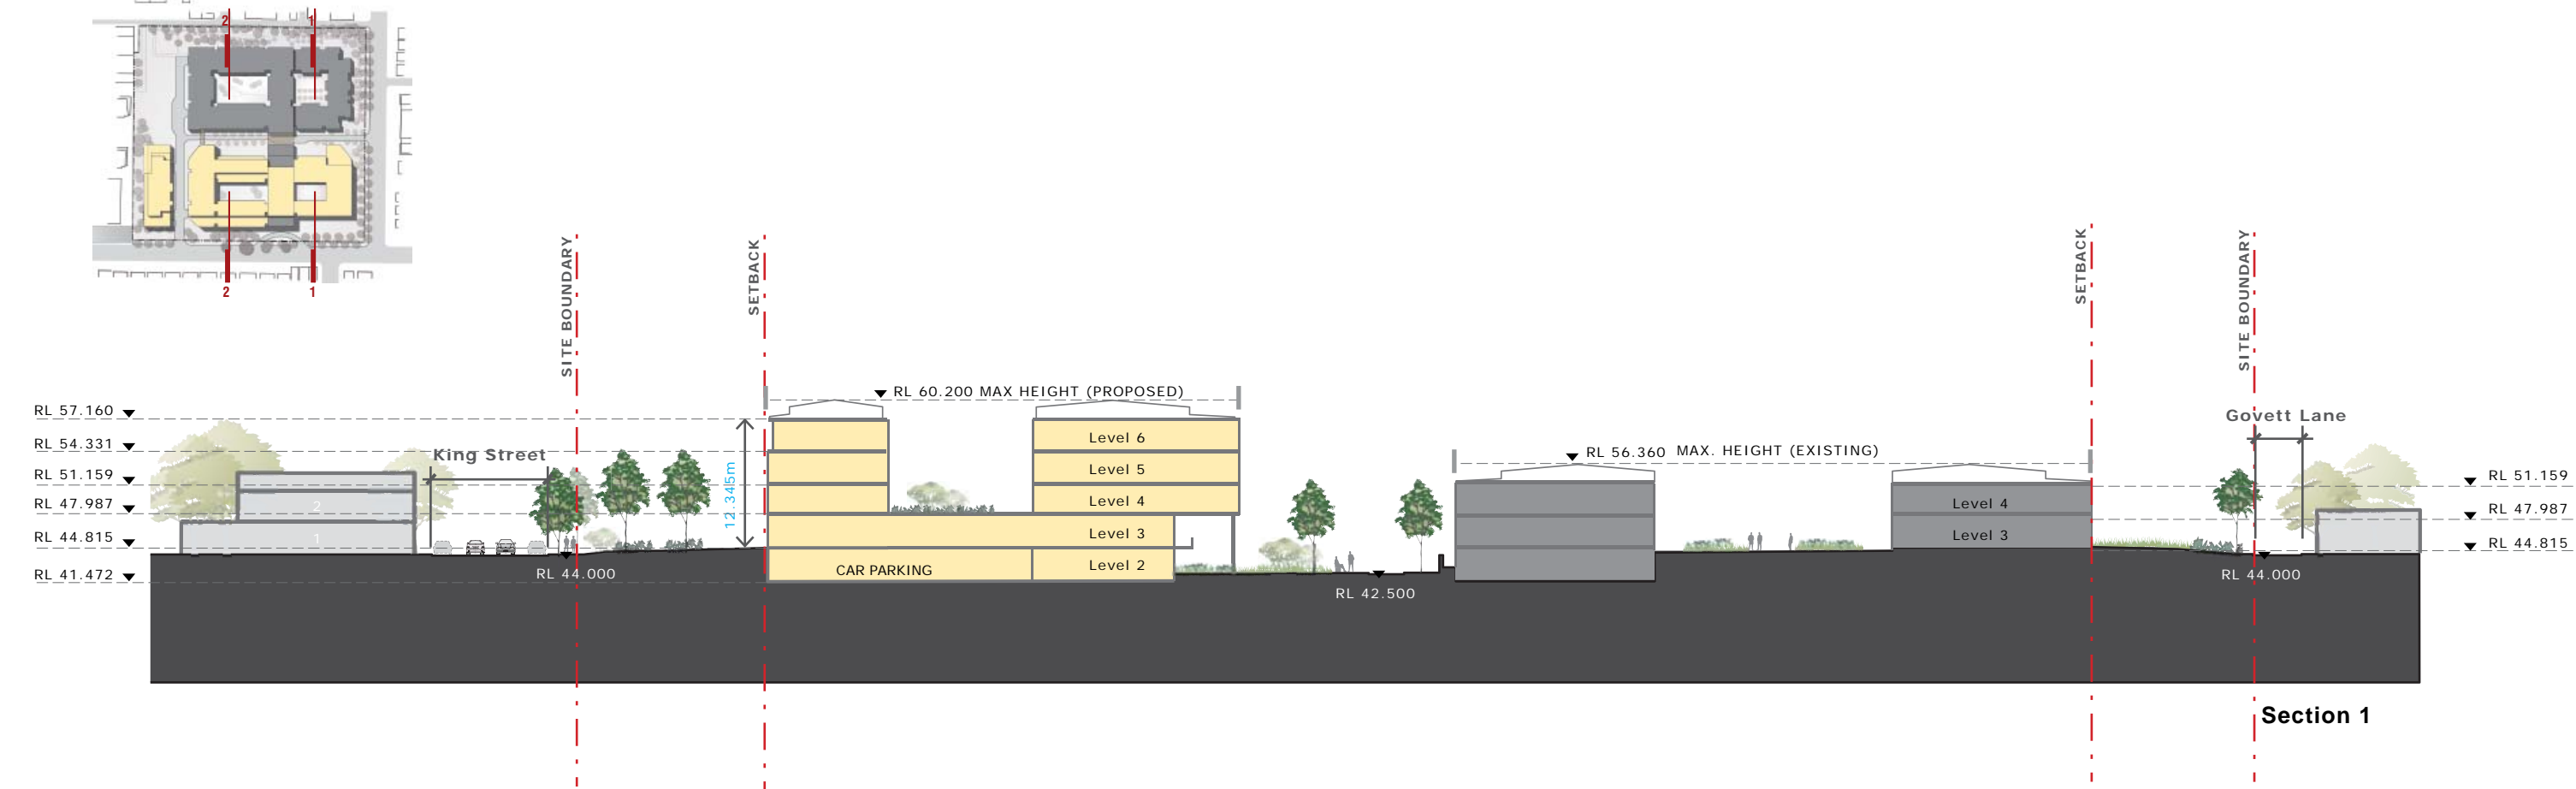 2
1
2
1
SITE BOUNDARY
SETBACK
SETBACK
SITE BOUNDARY
RL 60.200 MAX HEIGHT (PROPOSED)
RL 57.160
RL 54.331
RL 51.159
RL 47.987
RL 44.815
RL 41.472
King Street
2
1
RL 44.000
12.345m
Level 6
Level 5
Level 4
Level 3
Level 2
CAR PARKING
RL 42.500
RL 56.360 MAX. HEIGHT (EXISTING)
Level 4
Level 3
Govett Lane
RL 51.159
RL 47.987
RL 44.815
RL 44.000
Section 1